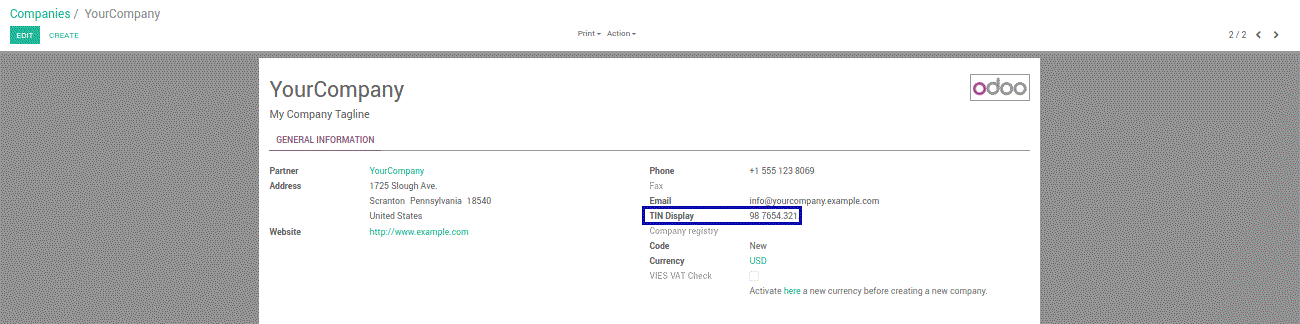 Companies / YourCompany
EDIT CREATE Print Action 2 / 2
YourCompany
odoo
My Company Tagline
GENERAL INFORMATION
Partner YourCompany Phone +1 555 123 8069
Address 1725 Slough Ave. Fax
Scranton Pennsylvania 18540 Email info@yourcompany.example.com
United States TIN Display 98 7654.321
Website http://www.example.com Company registry
Code New
Currency USD
VIES VAT Check
Activate here a new currency before creating a new company.